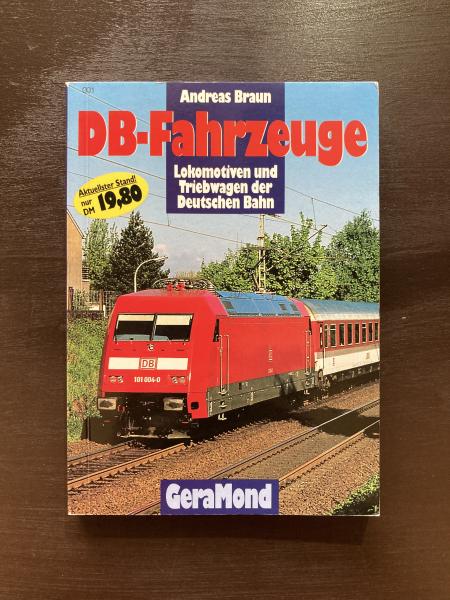 001
Andreas Braun
DB-Fahrzeuge
Lokomotiven und
Triebwagen der
Deutschen Bahn
Aktuellster Stand!
nur
DM 19,80
DB
101 004-0
GeraMond